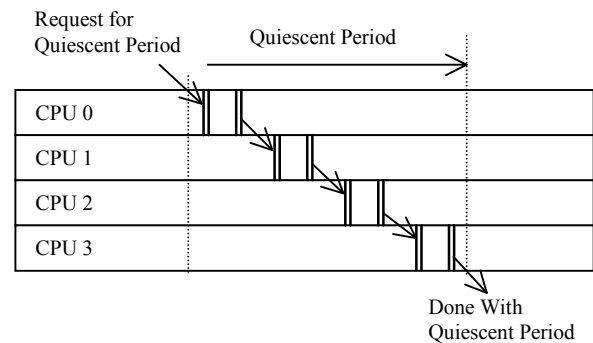 Request for
Quiescent Period
Quiescent Period
CPU 0
CPU 1
CPU 2
CPU 3
Done With
Quiescent Period